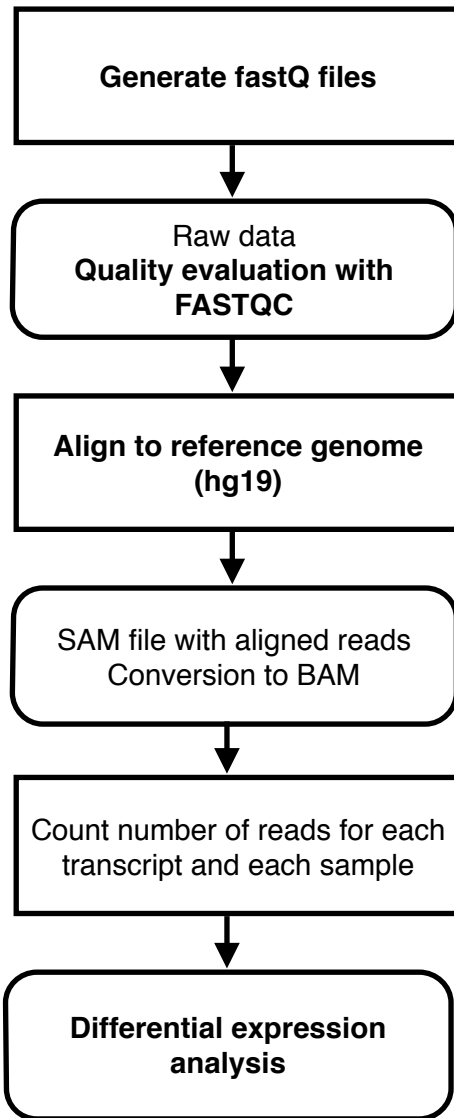 Generate fastQ files
Raw data
Quality evaluation with
FASTQC
Align to reference genome
(hg19)
SAM file with aligned reads
Conversion to BAM
Count number of reads for each
transcript and each sample
Differential expression
analysis